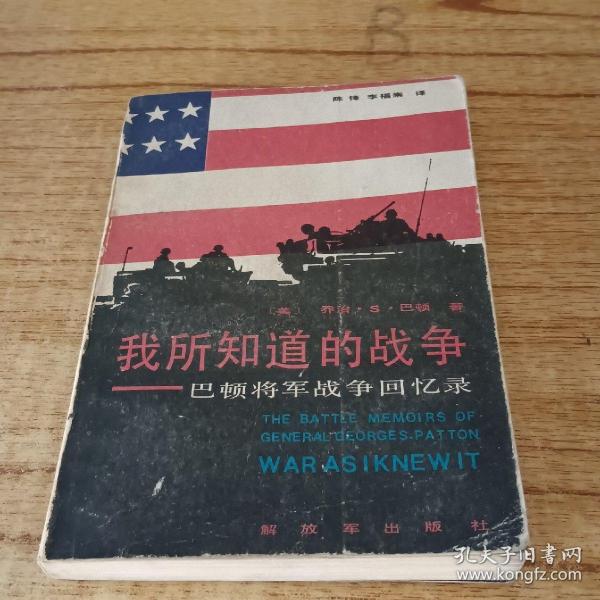 陈锋 李福崇 译
〔美〕 乔治·S·巴顿 著
我所知道的战争
——巴顿将军战争回忆录
THE BATTLE MEMOIRS OF
GENERAL GEORGES·PATTON
WAR AS I KNEW IT
解放军出版社
孔夫子旧书网
www.kongfz.com